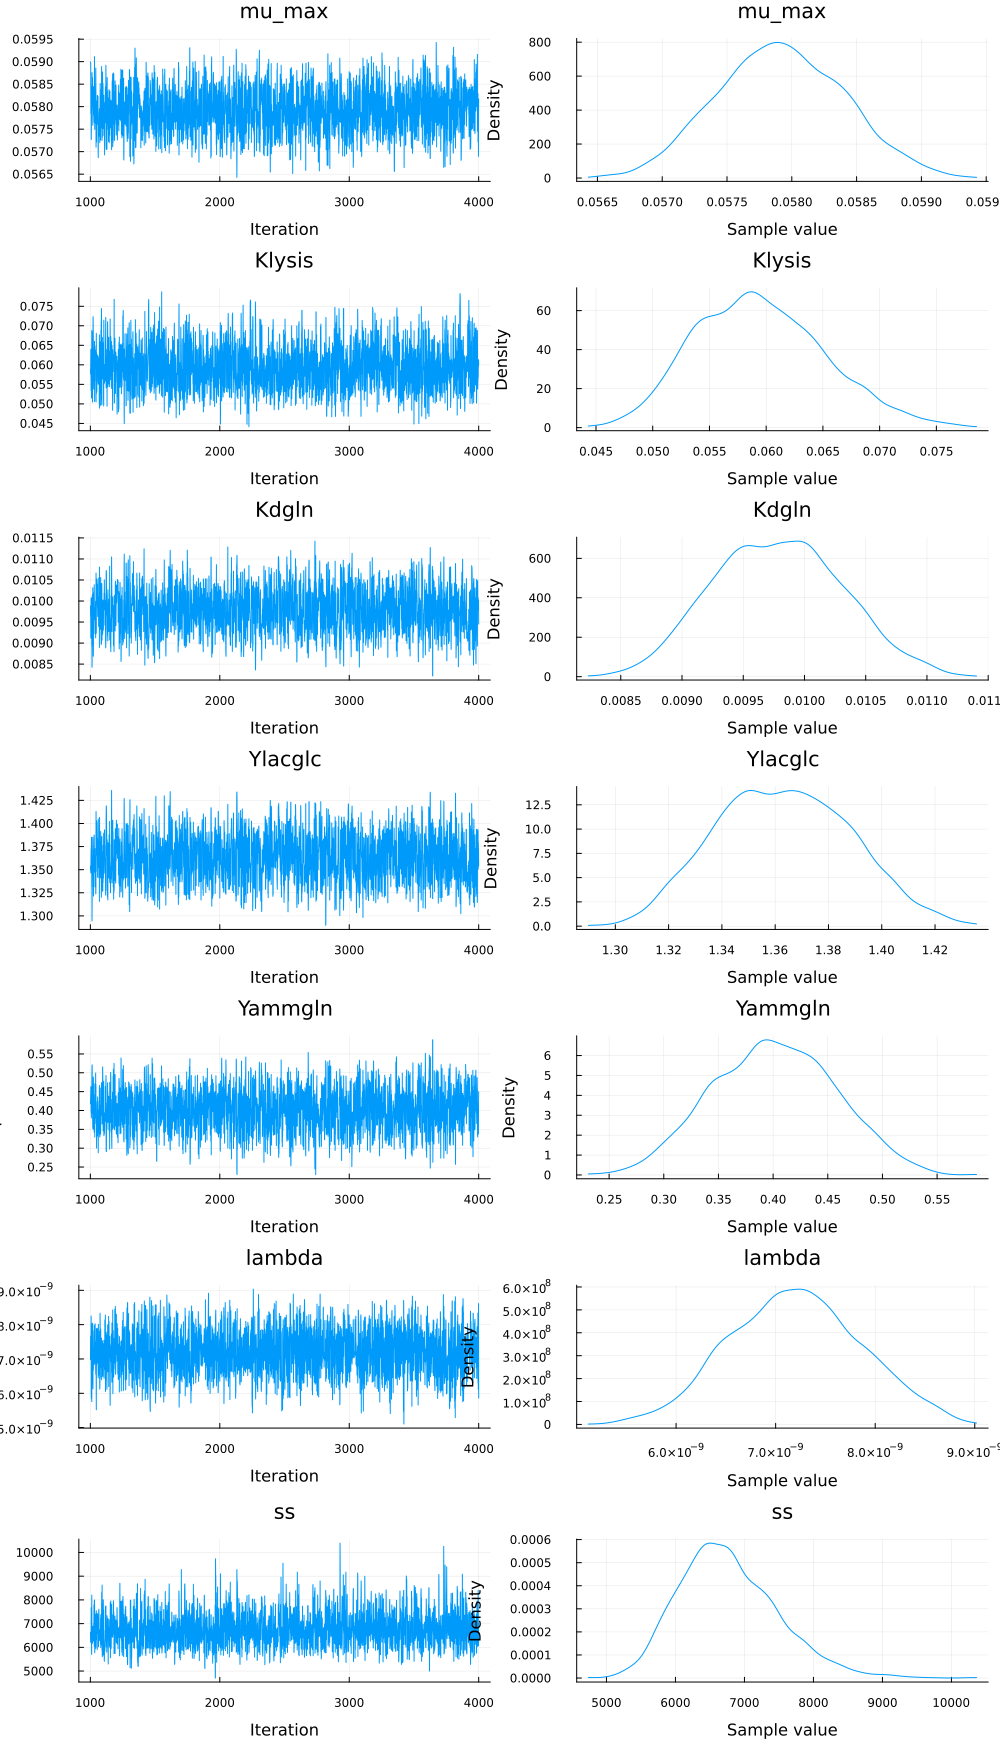 mu_max
mu_max
0.0595
0.0590
0.0585
0.0580
0.0575
0.0570
0.0565
1000 2000 3000 4000
Iteration
Density
800
600
400
200
0
0.0565 0.0570 0.0575 0.0580 0.0585 0.0590 0.059
Sample value
Klysis
Klysis
0.075
0.070
0.065
0.060
0.055
0.050
0.045
1000 2000 3000 4000
Iteration
Density
60
40
20
0
0.045 0.050 0.055 0.060 0.065 0.070 0.075
Sample value
Kdgln
Kdgln
0.0115
0.0110
0.0105
0.0100
0.0095
0.0090
0.0085
1000 2000 3000 4000
Iteration
Density
600
400
200
0
0.0085 0.0090 0.0095 0.0100 0.0105 0.0110 0.011
Sample value
Ylacglc
Ylacglc
1.425
1.400
1.375
1.350
1.325
1.300
1000 2000 3000 4000
Iteration
Density
12.5
10.0
7.5
5.0
2.5
0.0
1.30 1.32 1.34 1.36 1.38 1.40 1.42
Sample value
Yammgln
Yammgln
0.55
0.50
0.45
0.40
0.35
0.30
0.25
1000 2000 3000 4000
Iteration
Density
6
5
4
3
2
1
0
0.25 0.30 0.35 0.40 0.45 0.50 0.55
Sample value
lambda
lambda
9.0×10⁻⁹
8.0×10⁻⁹
7.0×10⁻⁹
6.0×10⁻⁹
5.0×10⁻⁹
1000 2000 3000 4000
Iteration
Density
6.0×10⁸
5.0×10⁸
4.0×10⁸
3.0×10⁸
2.0×10⁸
1.0×10⁸
0
6.0×10⁻⁹ 7.0×10⁻⁹ 8.0×10⁻⁹ 9.0×10⁻⁹
Sample value
ss
ss
10000
9000
8000
7000
6000
5000
1000 2000 3000 4000
Iteration
Density
0.0006
0.0005
0.0004
0.0003
0.0002
0.0001
0.0000
5000 6000 7000 8000 9000 10000
Sample value